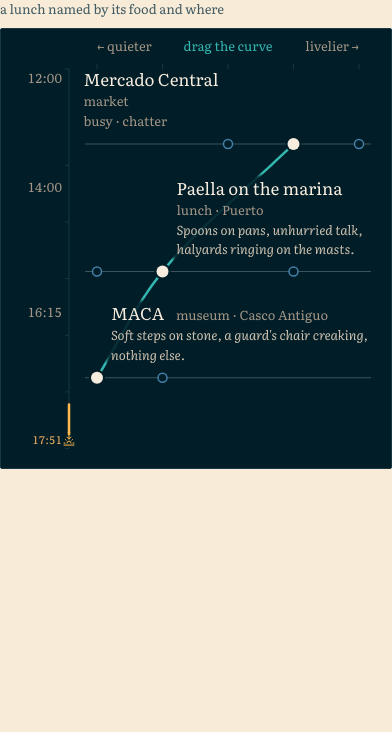 a lunch named by its food and where
← quieter drag the curve livelier →
12:00 Mercado Central
market
busy · chatter
14:00 Paella on the marina
lunch · Puerto
Spoons on pans, unhurried talk,
halyards ringing on the masts.
16:15 MACA museum · Casco Antiguo
Soft steps on stone, a guard's chair creaking,
nothing else.
17:51